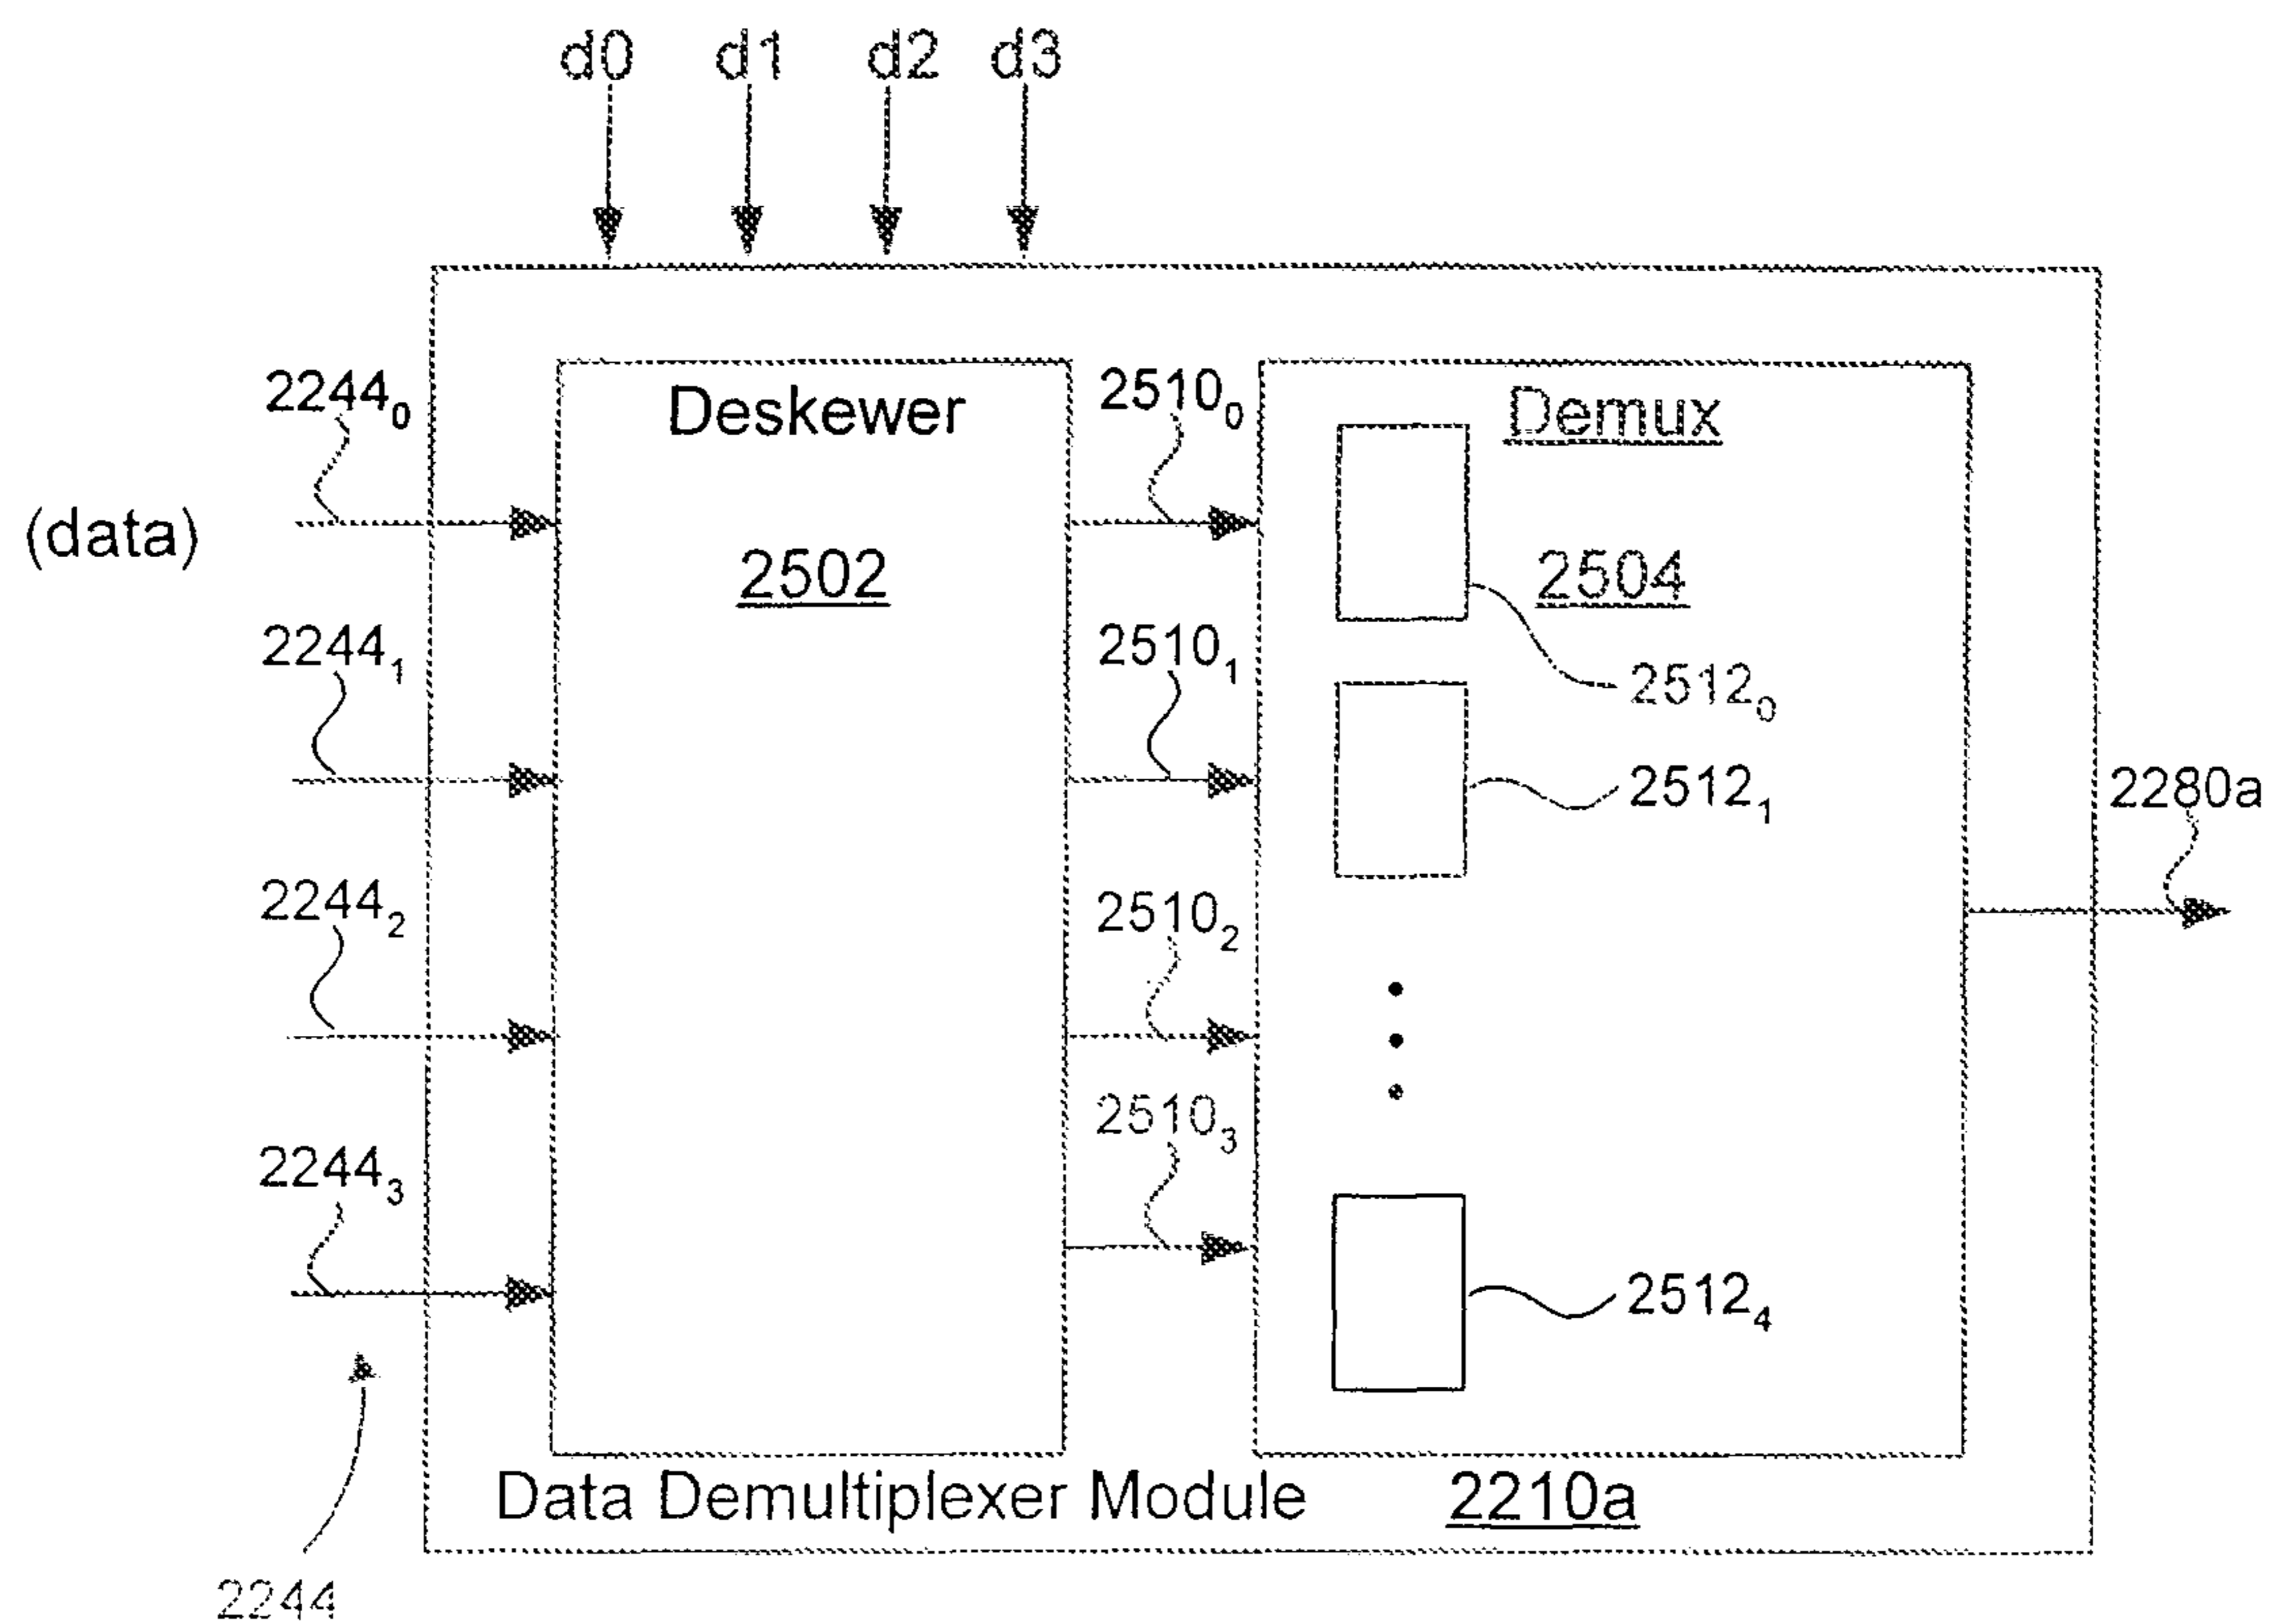 d0 d1 d2 d3
2244₀ Deskewer 2510₀ Demux
(data) 2502 2504
2244₁ 2510₁ 2512₀
2512₁ 2280a
2244₂ 2510₂
2244₃ 2510₃
2512₄
Data Demultiplexer Module 2210a
2244